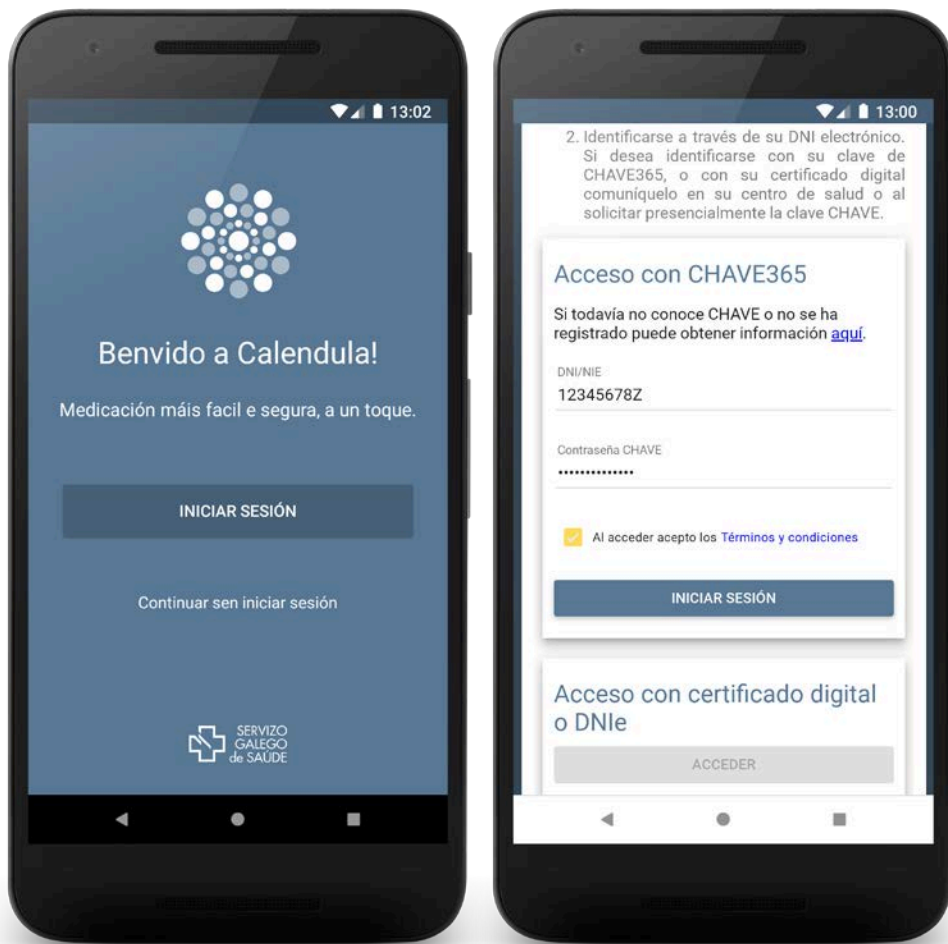 13:02
Benvido a Calendula!
Medicación máis facil e segura, a un toque.
INICIAR SESIÓN
Continuar sen iniciar sesión
SERVIZO
GALEGO
de SAÚDE
13:00
2. Identificarse a través de su DNI electrónico.
Si desea identificarse con su clave de
CHAVE365, o con su certificado digital
comuníquelo en su centro de salud o al
solicitar presencialmente la clave CHAVE.
Acceso con CHAVE365
Si todavía no conoce CHAVE o no se ha
registrado puede obtener información aquí.
DNI/NIE
12345678Z
Contraseña CHAVE
••••••••••••••
Al acceder acepto los Términos y condiciones
INICIAR SESIÓN
Acceso con certificado digital
o DNIe
ACCEDER